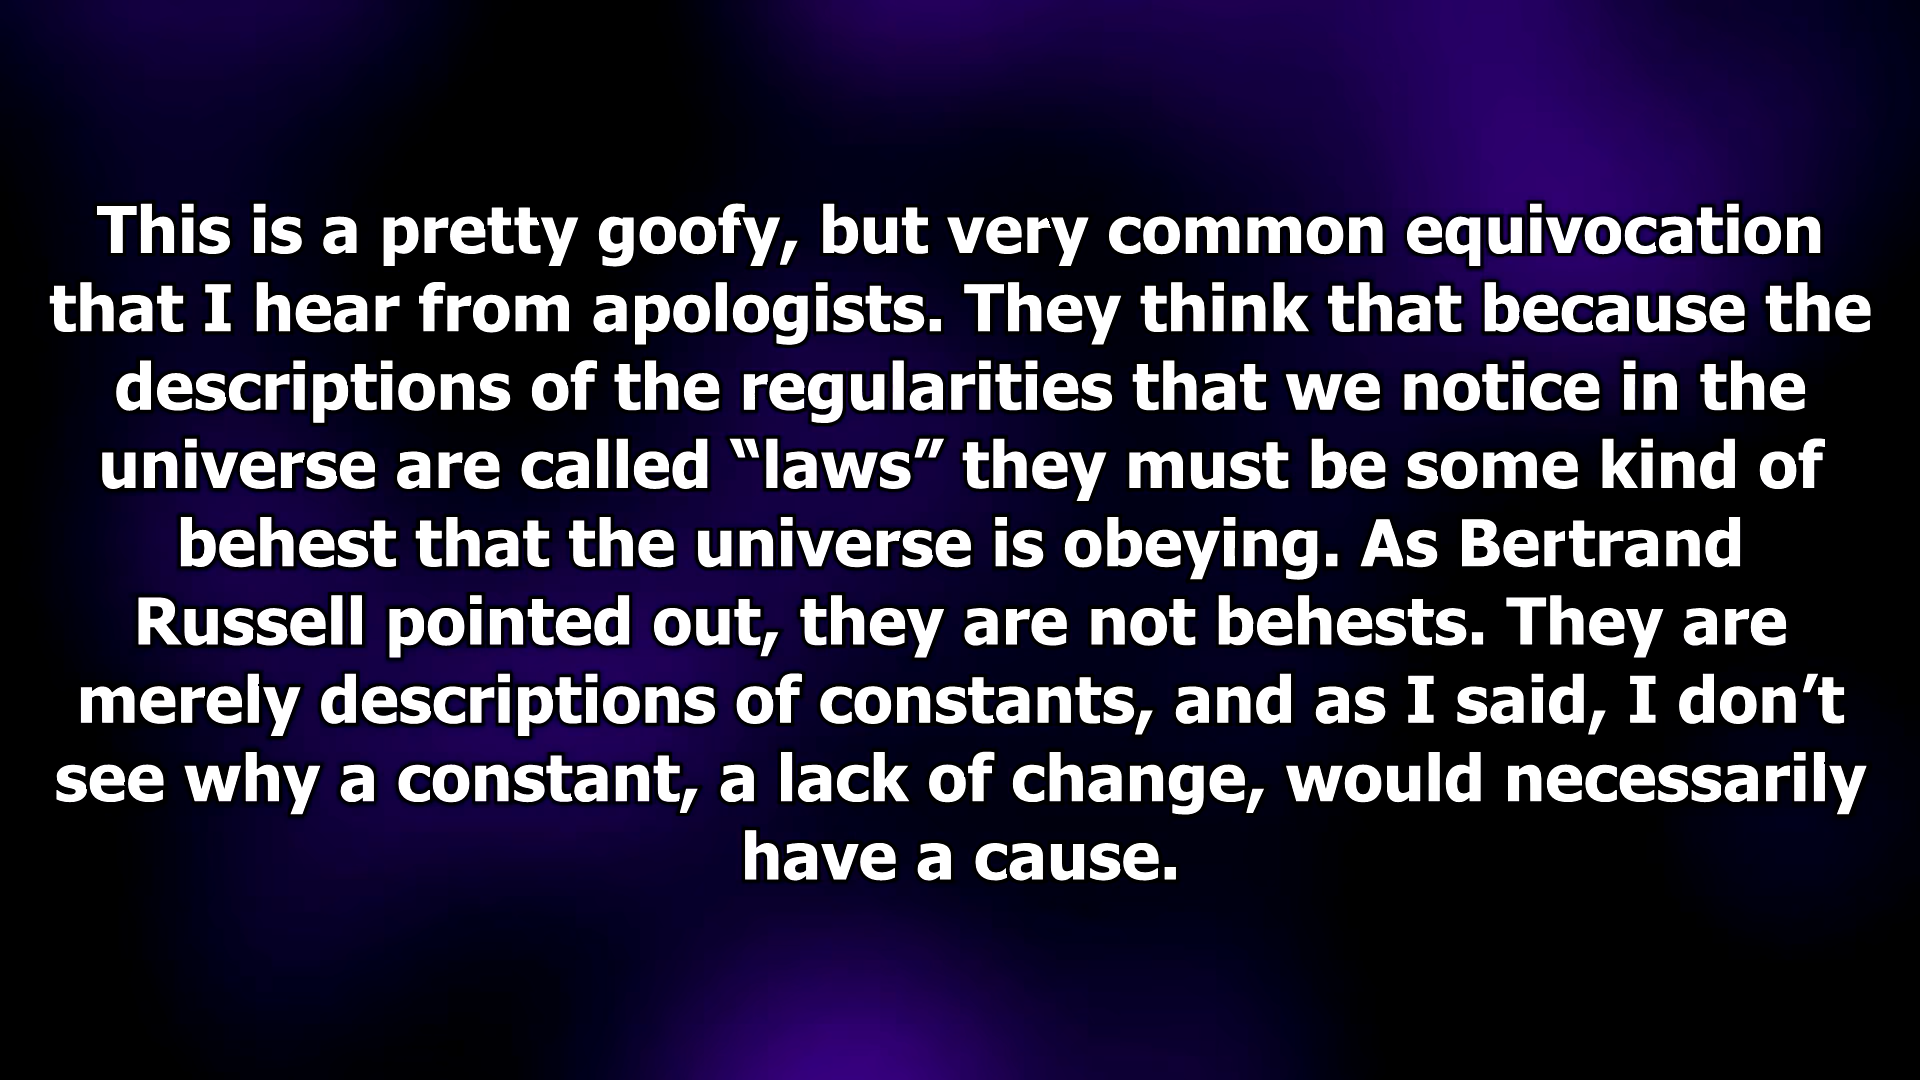 This is a pretty goofy, but very common equivocation
that I hear from apologists. They think that because the
descriptions of the regularities that we notice in the
universe are called “laws” they must be some kind of
behest that the universe is obeying. As Bertrand
Russell pointed out, they are not behests. They are
merely descriptions of constants, and as I said, I don’t
see why a constant, a lack of change, would necessarily
have a cause.